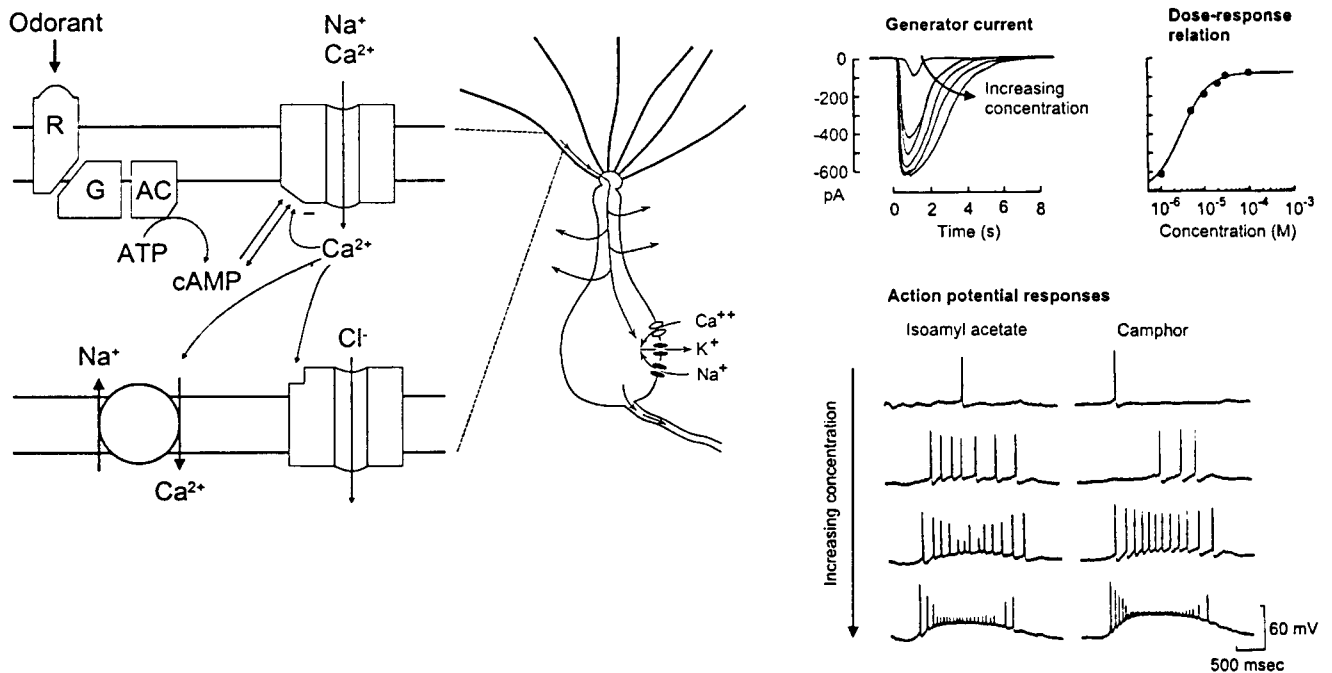 Odorant
Na⁺
Ca²⁺
R
G
AC
ATP
cAMP
–
Ca²⁺
Na⁺
Ca²⁺
Cl⁻
Ca⁺⁺
K⁺
Na⁺
Generator current
0
-200
-400
-600
pA
Increasing
concentration
0 2 4 6 8
Time (s)
Dose-response
relation
10⁻⁶ 10⁻⁵ 10⁻⁴ 10⁻³
Concentration (M)
Action potential responses
Isoamyl acetate Camphor
Increasing concentration
60 mV
500 msec